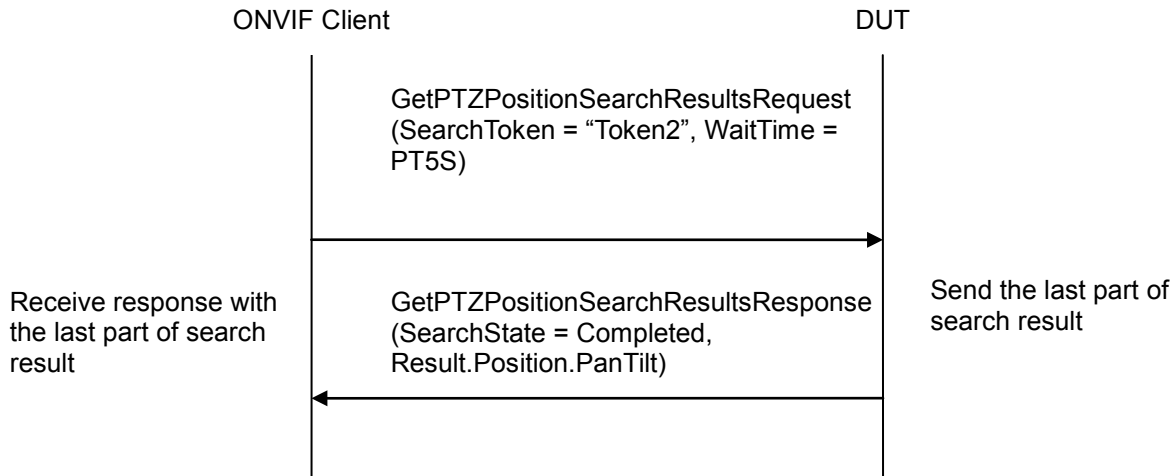 ONVIF Client
DUT
GetPTZPositionSearchResultsRequest
(SearchToken = “Token2”, WaitTime =
PT5S)
Receive response with
the last part of search
result
GetPTZPositionSearchResultsResponse
(SearchState = Completed,
Result.Position.PanTilt)
Send the last part of
search result